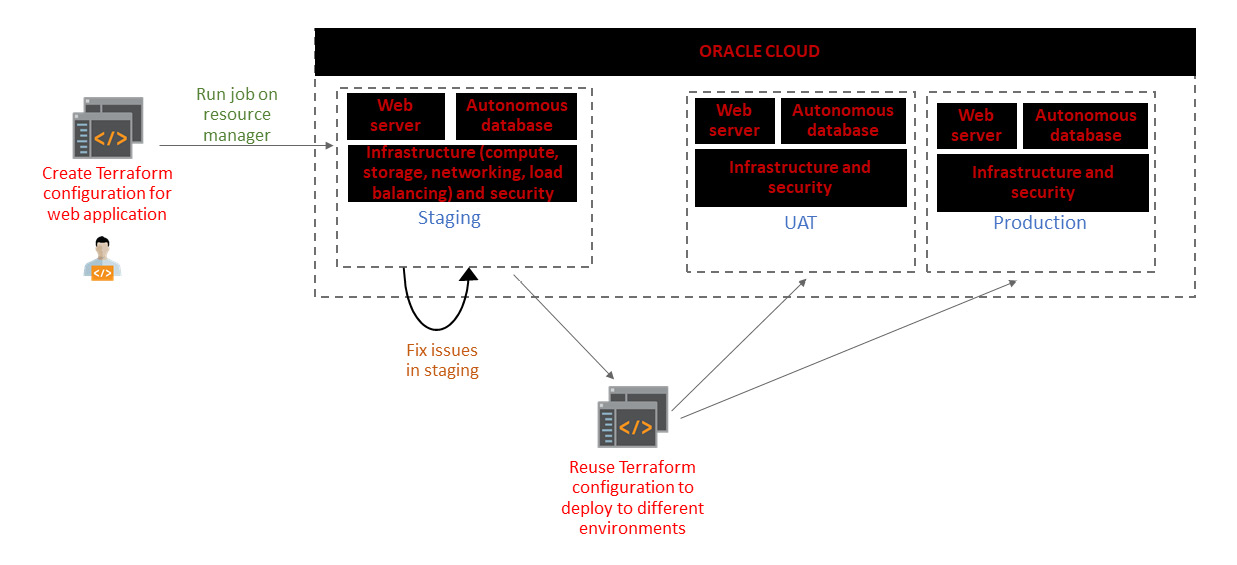 ORACLE CLOUD
Run job on
resource
manager
Create Terraform
configuration for
web application
Web
server
Autonomous
database
Infrastructure (compute,
storage, networking, load
balancing) and security
Staging
Web
server
Autonomous
database
Infrastructure and
security
UAT
Web
server
Autonomous
database
Infrastructure and
security
Production
Fix issues
in staging
Reuse Terraform
configuration to
deploy to different
environments